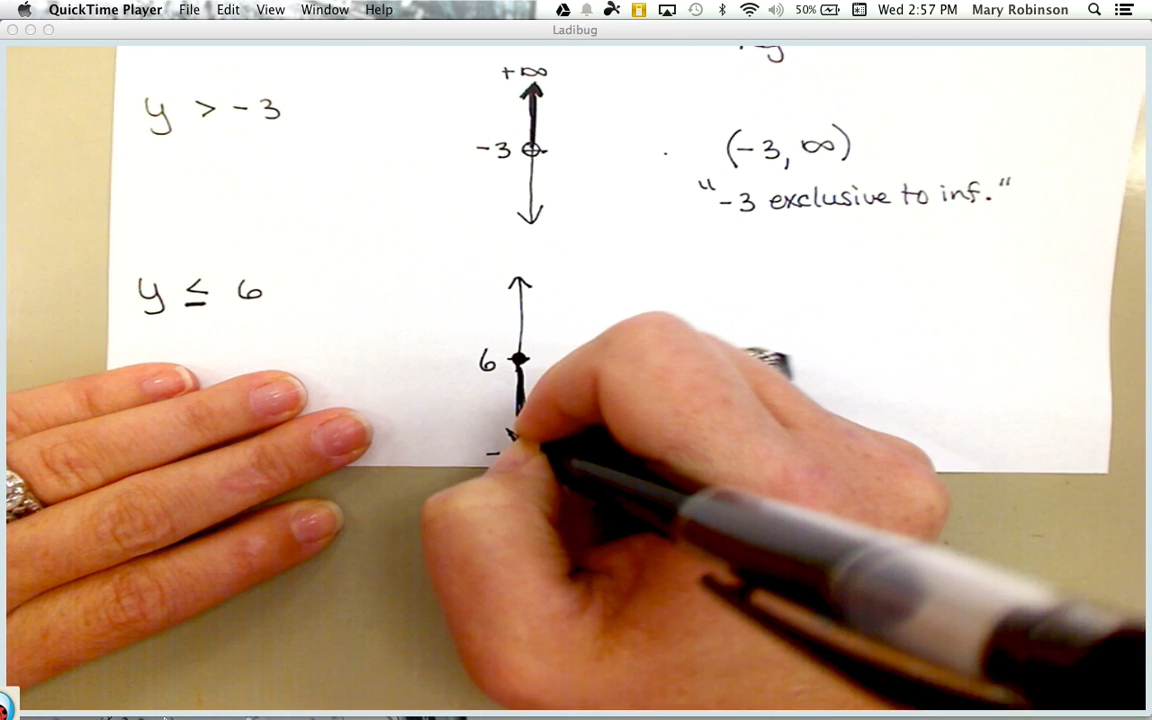 QuickTime Player File Edit View Window Help 50% Wed 2:57 PM Mary Robinson
Ladibug
+∞
y > -3
-3
(-3, ∞)
"-3 exclusive to inf."
y ≤ 6
6
-